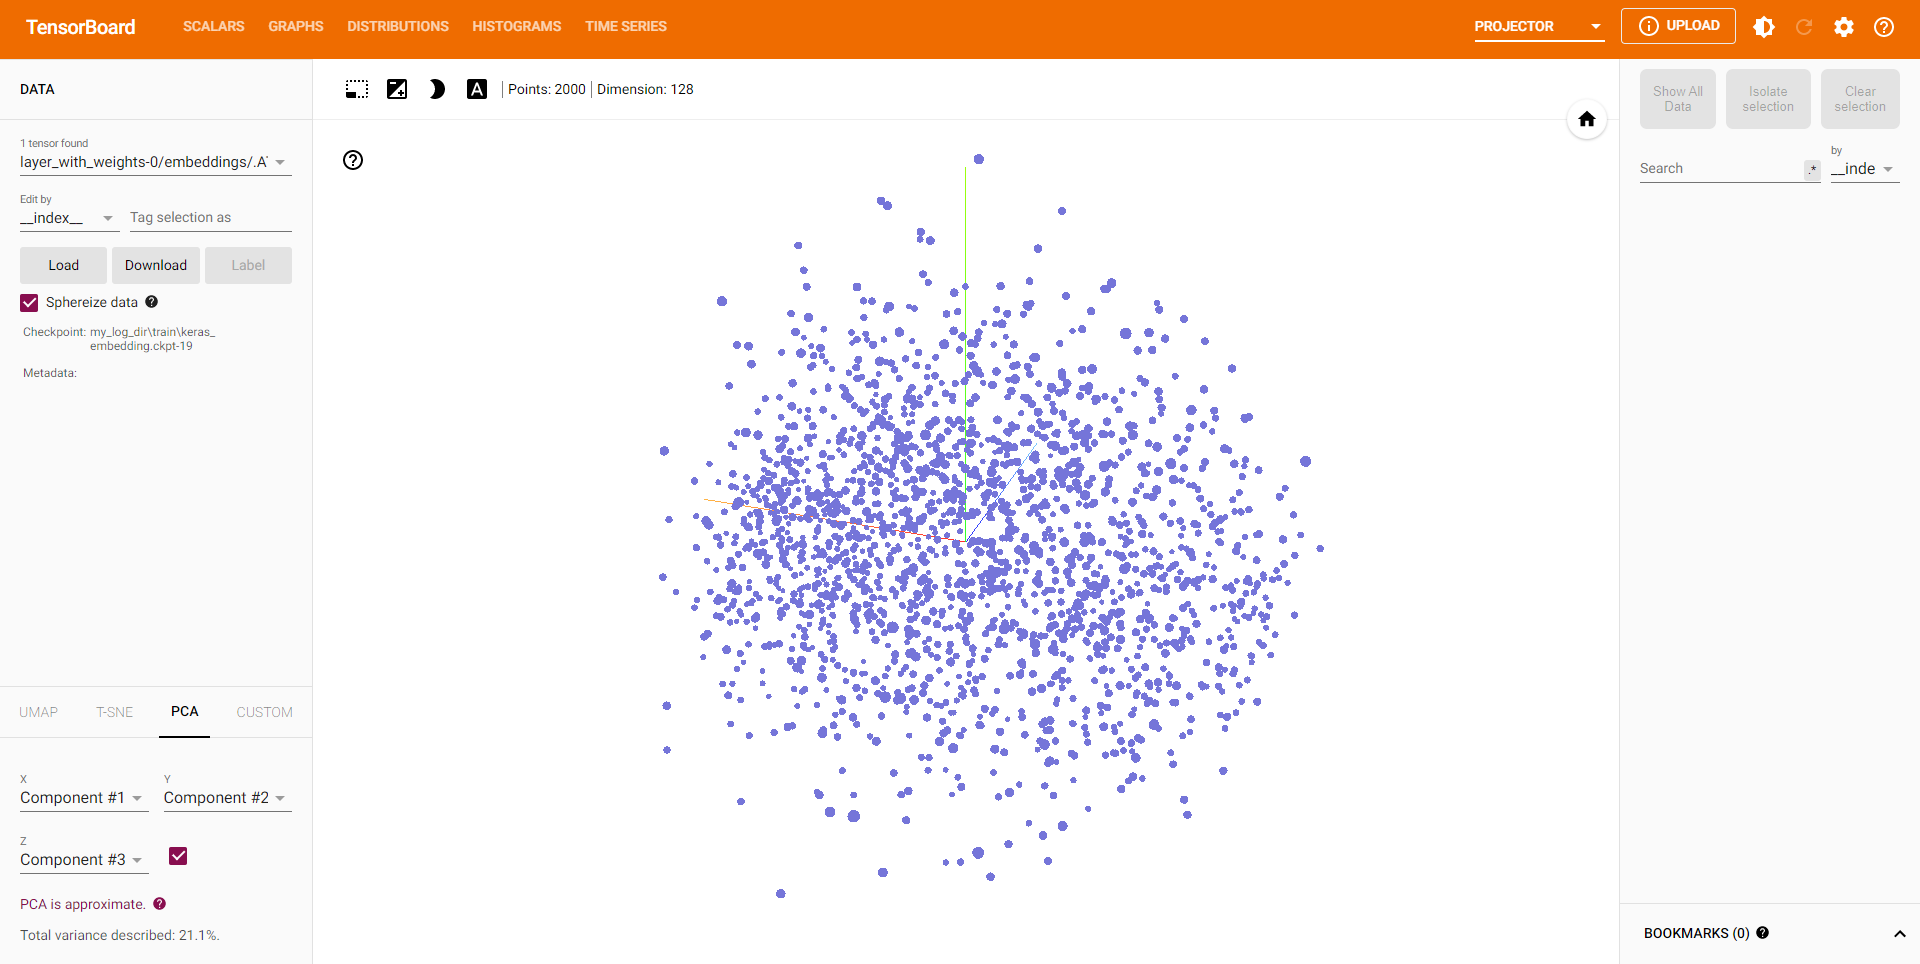 TensorBoard
SCALARS
GRAPHS
DISTRIBUTIONS
HISTOGRAMS
TIME SERIES
PROJECTOR
UPLOAD
DATA
1 tensor found
layer_with_weights-0/embeddings/.A
Edit by
__index__
Tag selection as
Load
Download
Label
Sphereize data
Checkpoint: my_log_dir\train\keras_
embedding.ckpt-19
Metadata:
UMAP
T-SNE
PCA
CUSTOM
X
Component #1
Y
Component #2
Z
Component #3
PCA is approximate.
Total variance described: 21.1%.
A
Points: 2000
Dimension: 128
Show All
Data
Isolate
selection
Clear
selection
Search
.*
by
__inde
BOOKMARKS (0)